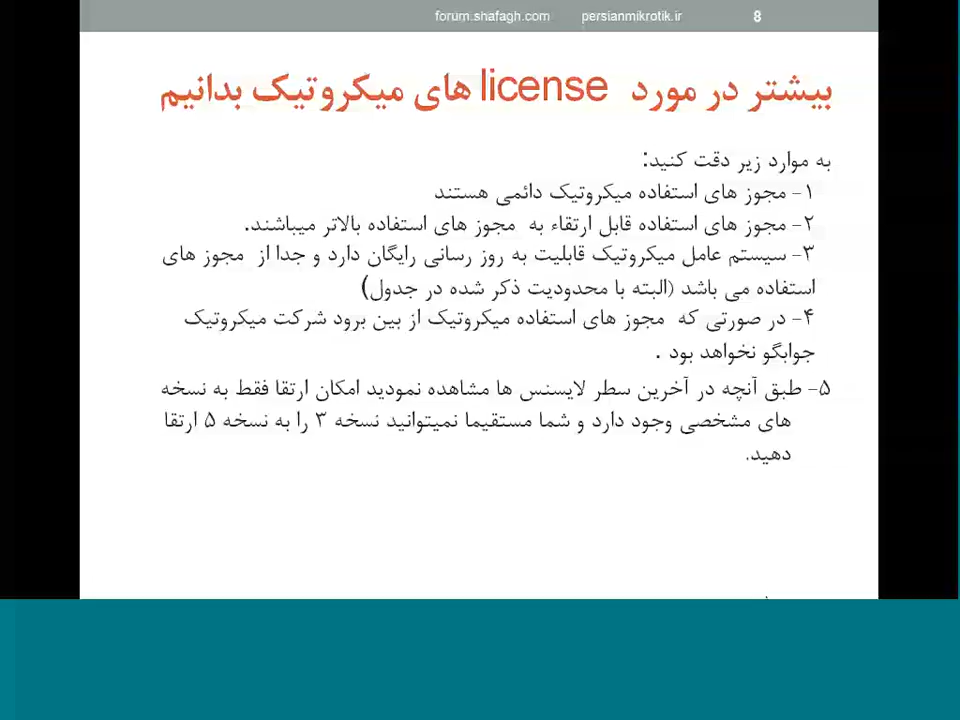 forum.shafagh.com persianmikrotik.ir 8
بیشتر در مورد license های میکروتیک بدانیم
به موارد زیر دقت کنید:
۱- مجوز های استفاده میکروتیک دائمی هستند
۲- مجوز های استفاده قابل ارتقاء به مجوز های استفاده بالاتر میباشند.
۳- سیستم عامل میکروتیک قابلیت به روز رسانی رایگان دارد و جدا از مجوز های
استفاده می باشد (البته با محدودیت ذکر شده در جدول)
۴- در صورتی که مجوز های استفاده میکروتیک از بین برود شرکت میکروتیک
جوابگو نخواهد بود .
۵- طبق آنچه در آخرین سطر لایسنس ها مشاهده نمودید امکان ارتقا فقط به نسخه
های مشخصی وجود دارد و شما مستقیما نمیتوانید نسخه ۳ را به نسخه ۵ ارتقا
دهید.